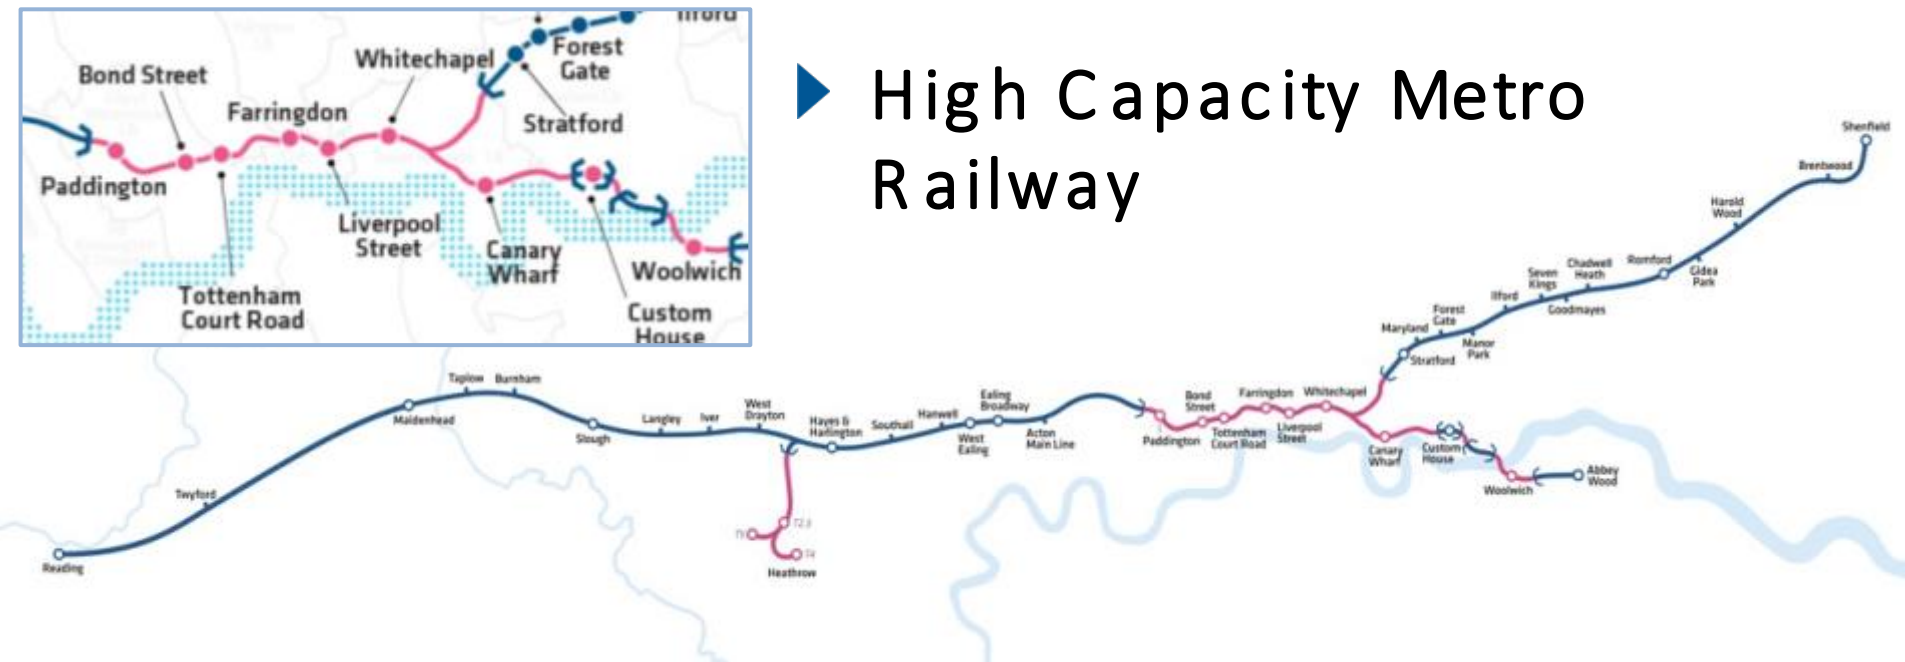 Ilford
Forest
Gate
Whitechapel
Bond Street
Farringdon
Stratford
Paddington
Liverpool
Street
Canary
Wharf
Woolwich
Tottenham
Court Road
Custom
House
High Capacity Metro
Railway
Shenfield
Brentwood
Harold
Wood
Romford
Gidea
Park
Chadwell
Heath
Seven
Kings
Goodmayes
Ilford
Forest
Gate
Manor
Park
Maryland
Stratford
Whitechapel
Farringdon
Bond
Street
Liverpool
Street
Tottenham
Court Road
Paddington
Canary
Wharf
Custom
House
Woolwich
Abbey
Wood
Ealing
Broadway
Acton
Main Line
West
Ealing
Hanwell
Southall
Hayes &
Harlington
West
Drayton
Iver
Langley
Slough
Burnham
Taplow
Maidenhead
Twyford
Reading
T4
Heathrow